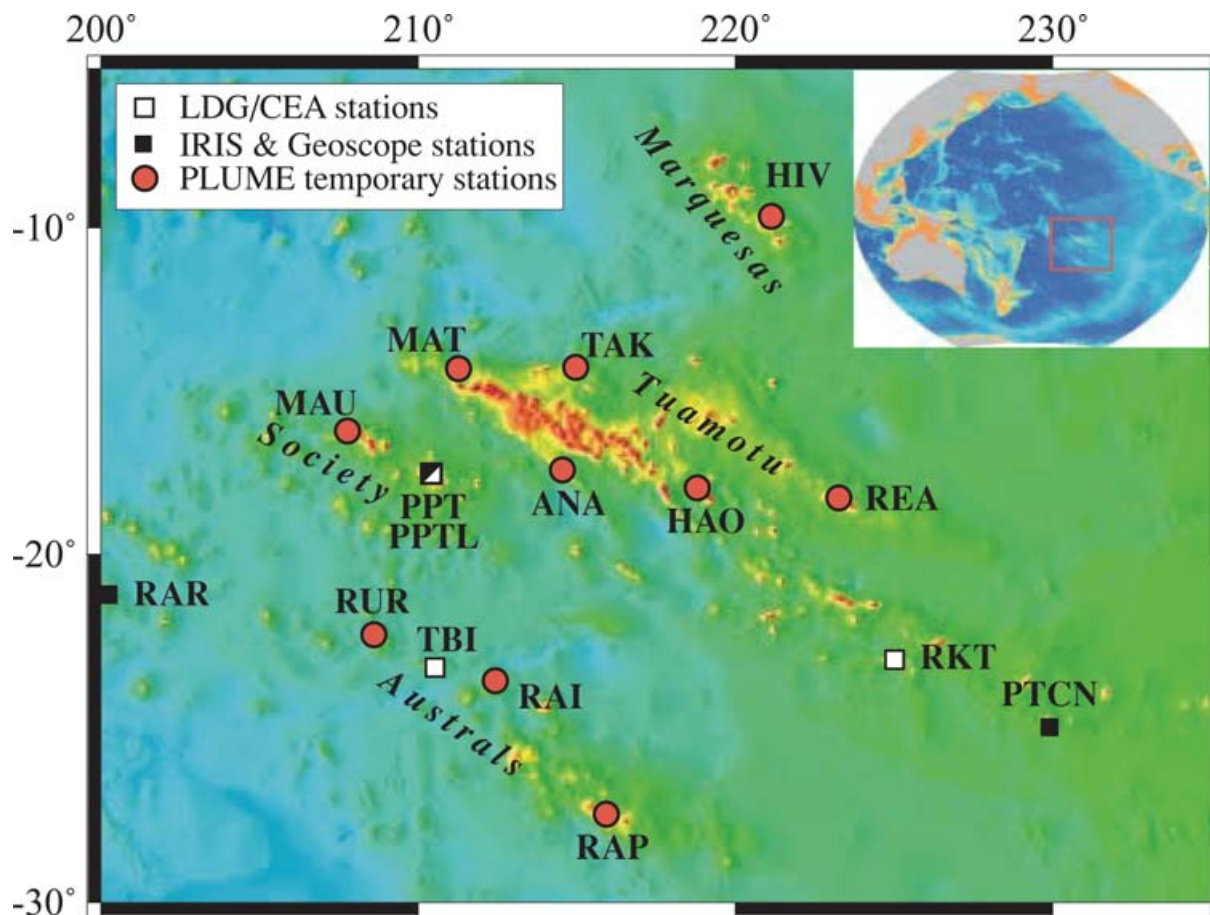 200° 210° 220° 230°
LDG/CEA stations
IRIS & Geoscope stations
PLUME temporary stations
Marquesas
HIV
-10°
MAT
TAK
MAU
Tuamotu
Society
PPT
PPTL
ANA
HAO
REA
-20°
RAR
RUR
TBI
RAI
RKT
PTCN
Australs
RAP
-30°